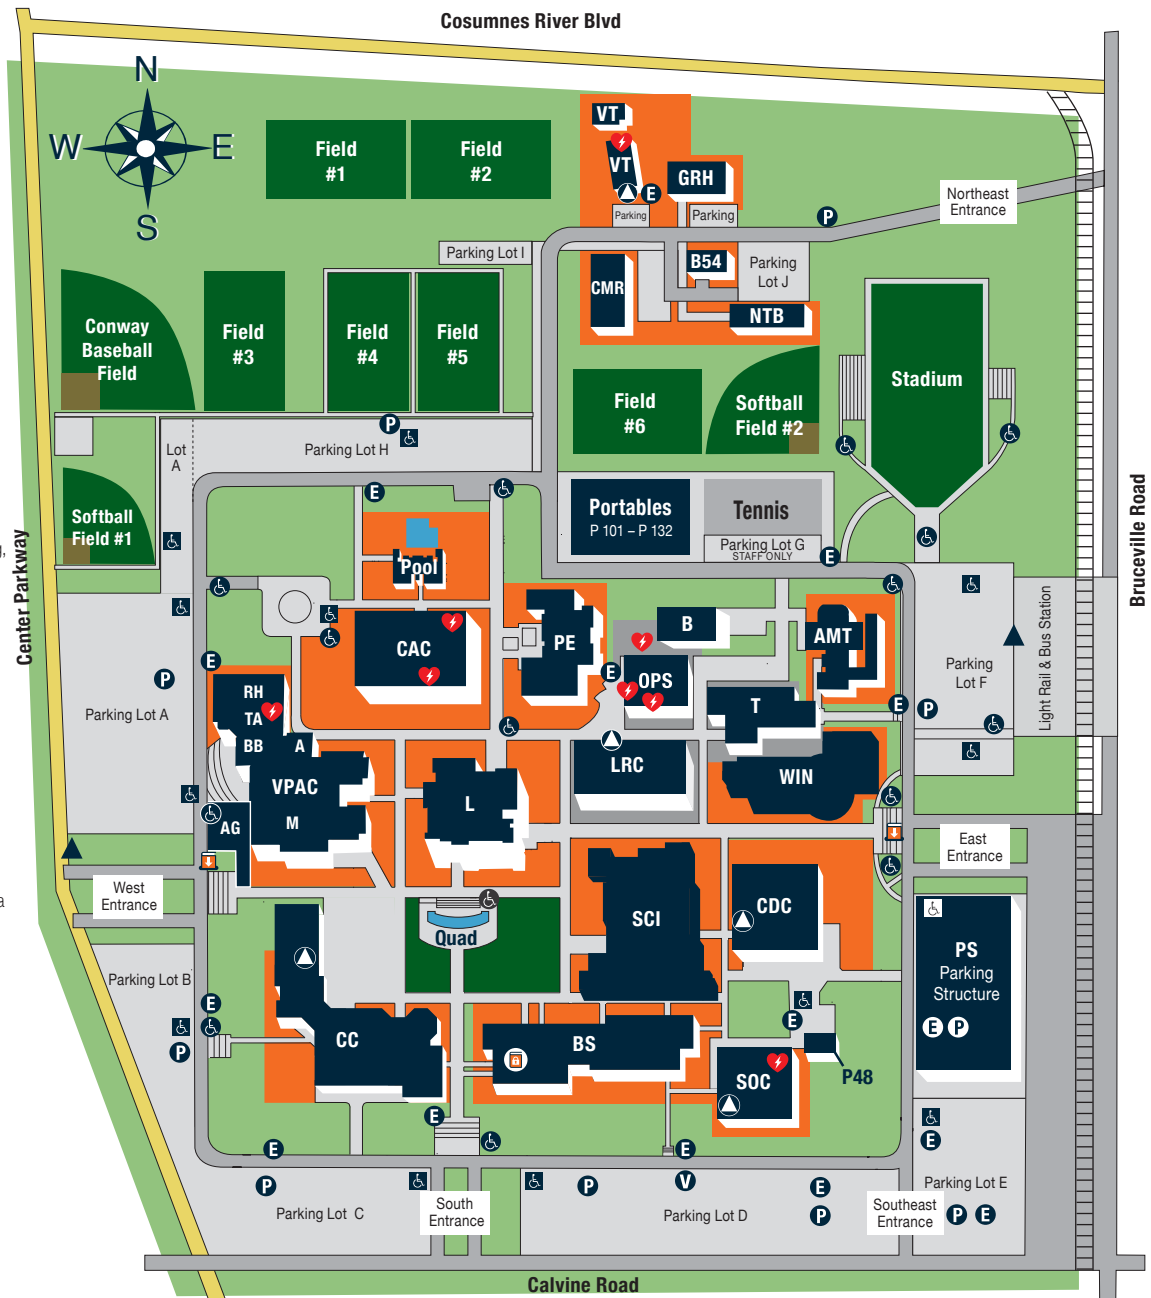 Cosumnes River Blvd
N
W
E
S
Field
#1
Field
#2
VT
VT
GRH
E
Parking
Parking
P
Northeast
Entrance
Parking Lot I
B54
Parking
Lot J
CMR
NTB
Conway
Baseball
Field
Field
#3
Field
#4
Field
#5
Stadium
Field
#6
Softball
Field #2
P
Lot
A
Parking Lot H
E
Softball
Field #1
Portables
P 101 – P 132
Tennis
Parking Lot G
STAFF ONLY
E
Center Parkway
Bruceville Road
Light Rail & Bus Station
Pool
B
PE
AMT
CAC
E
P
E
OPS
Parking
Lot F
RH
TA
BB
A
T
E
P
Parking Lot A
LRC
VPAC
WIN
L
M
AG
East
Entrance
West
Entrance
a
SCI
CDC
Quad
PS
Parking
Structure
E P
Parking Lot B
E
P
E
CC
BS
P48
SOC
E
E
E
E
P
V
P
E
P
Parking Lot C
South
Entrance
Parking Lot D
Southeast
Entrance
Parking Lot E
P E
Calvine Road